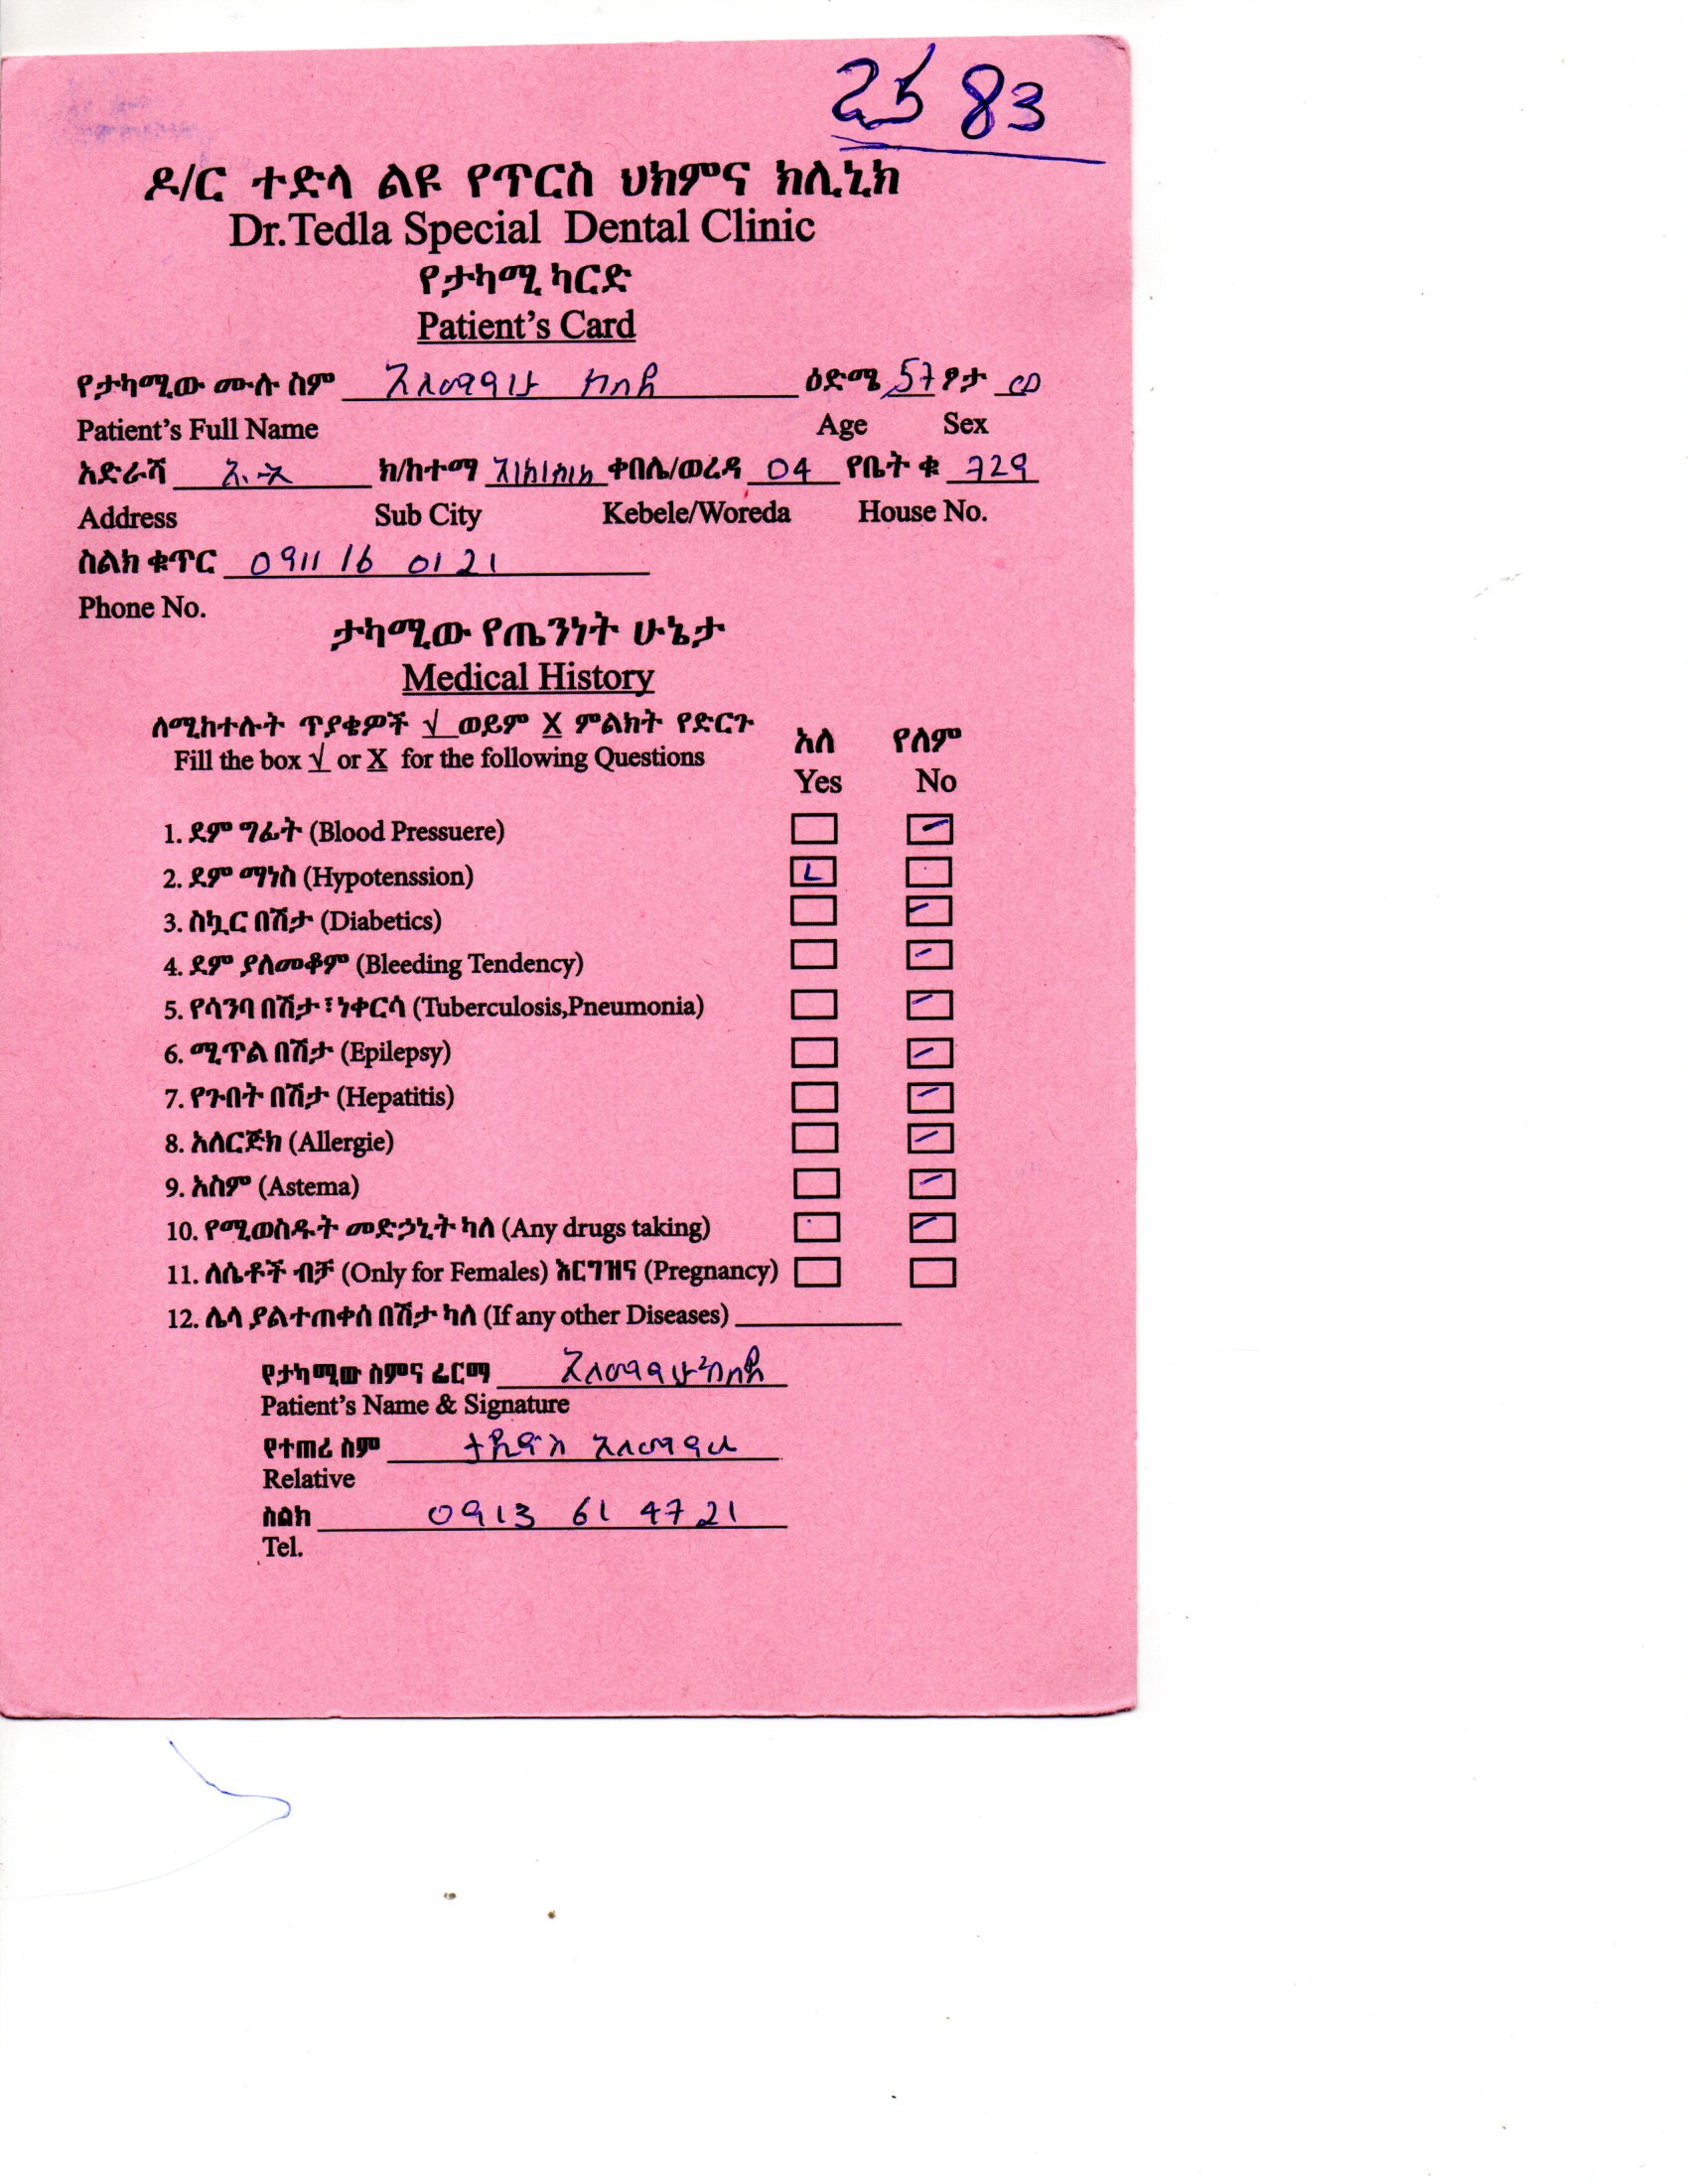 83
ዶ/ር ተድላ ልዩ የጥርስ ህክምና ክሊኒክ
Dr.Tedla Special Dental Clinic
የታካሚ ካርድ
Patient's Card
የታካሚው ሙሉ ስም አለማየሁ ከበደ ዕድሜ 57 ፆታ ወ
Patient's Full Name Age Sex
አድራሻ አ.አ ክ/ከተማ ቀበሌ/ወረዳ 04 የቤት ቁ 729
Address Sub City Kebele/Woreda House No.
ስልክ ቁጥር 0911 16 01 21
Phone No.
ታካሚው የጤንነት ሁኔታ
Medical History
ለሚከተሉት ጥያቄዎች √ ወይም X ምልክት የድርጉ አለ የለም
Fill the box √ or X for the following Questions Yes No
1. ደም ግፊት (Blood Pressuere)
2. ደም ማነስ (Hypotenssion)
3. ስኳር በሽታ (Diabetics)
4. ደም ያለመቆም (Bleeding Tendency)
5. የሳንባ በሽታ፣ነቀርሳ (Tuberculosis,Pneumonia)
6. ሚጥል በሽታ (Epilepsy)
7. የጉበት በሽታ (Hepatitis)
8. አለርጅክ (Allergie)
9. አስም (Astema)
10. የሚወስዱት መድኃኒት ካለ (Any drugs taking)
11. ለሴቶች ብቻ (Only for Females) እርግዝና (Pregnancy)
12. ሌላ ያልተጠቀሰ በሽታ ካለ (If any other Diseases)
የታካሚው ስምና ፊርማ አለማየሁ ከበደ
Patient's Name & Signature
የተጠሪ ስም አለማየሁ
Relative
ስልክ 0913 61 47 21
Tel.